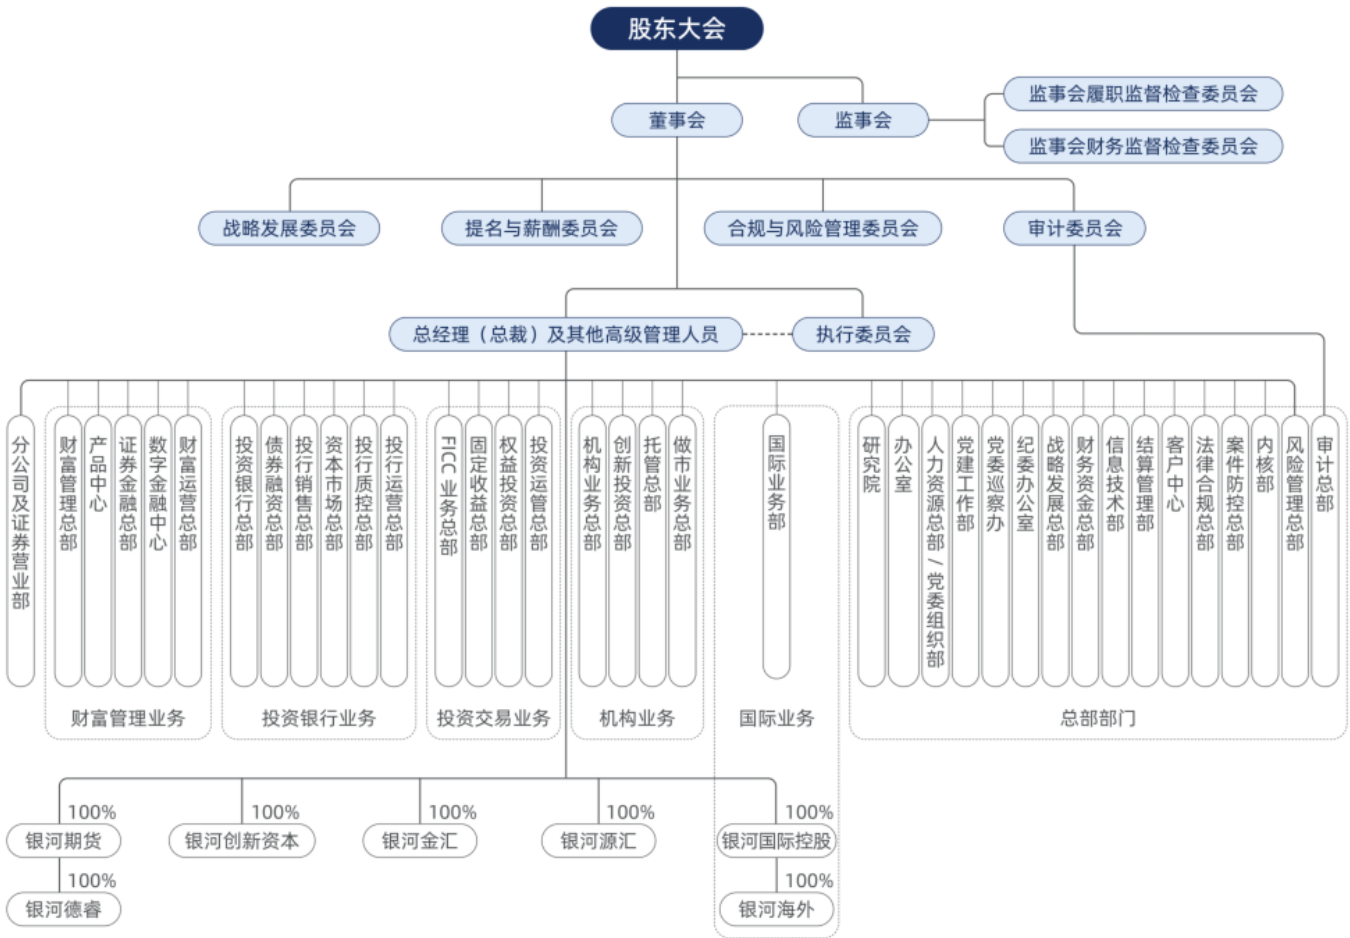 股东大会
董事会
监事会
监事会履职监督检查委员会
监事会财务监督检查委员会
战略发展委员会
提名与薪酬委员会
合规与风险管理委员会
审计委员会
总经理（总裁）及其他高级管理人员
执行委员会
分公司及证券营业部
财富管理总部
产品中心
证券金融总部
数字金融中心
财富运营总部
财富管理业务
投资银行总部
债券融资总部
投行销售总部
资本市场总部
投行质控总部
投行运营总部
投资银行业务
FICC 业务总部
固定收益总部
权益投资总部
投资运管总部
投资交易业务
机构业务总部
创新投资总部
托管总部
做市业务总部
机构业务
国际业务部
国际业务
研究院
办公室
人力资源总部/党委组织部
党建工作部
党委巡察办
纪委办公室
战略发展总部
财务资金总部
信息技术部
结算管理部
客户中心
法律合规总部
案件防控总部
内核部
风险管理总部
审计总部
总部部门
100%
银河期货
100%
银河创新资本
100%
银河金汇
100%
银河源汇
100%
银河国际控股
100%
银河德睿
100%
银河海外